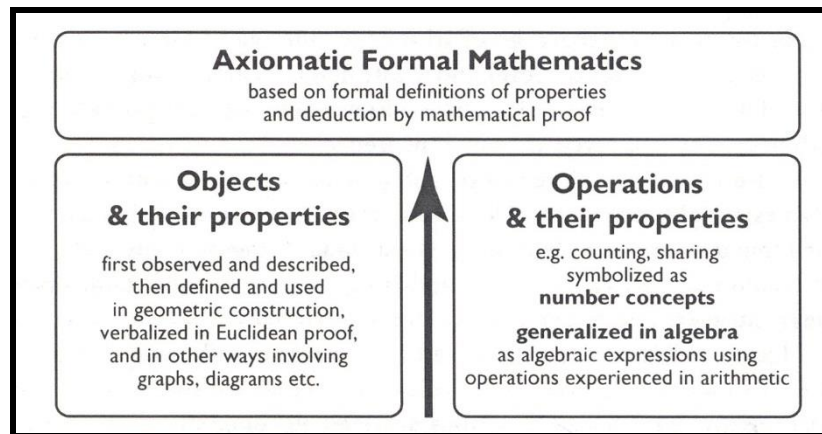 Axiomatic Formal Mathematics
based on formal definitions of properties
and deduction by mathematical proof
Objects
& their properties
first observed and described,
then defined and used
in geometric construction,
verbalized in Euclidean proof,
and in other ways involving
graphs, diagrams etc.
Operations
& their properties
e.g. counting, sharing
symbolized as
number concepts
generalized in algebra
as algebraic expressions using
operations experienced in arithmetic